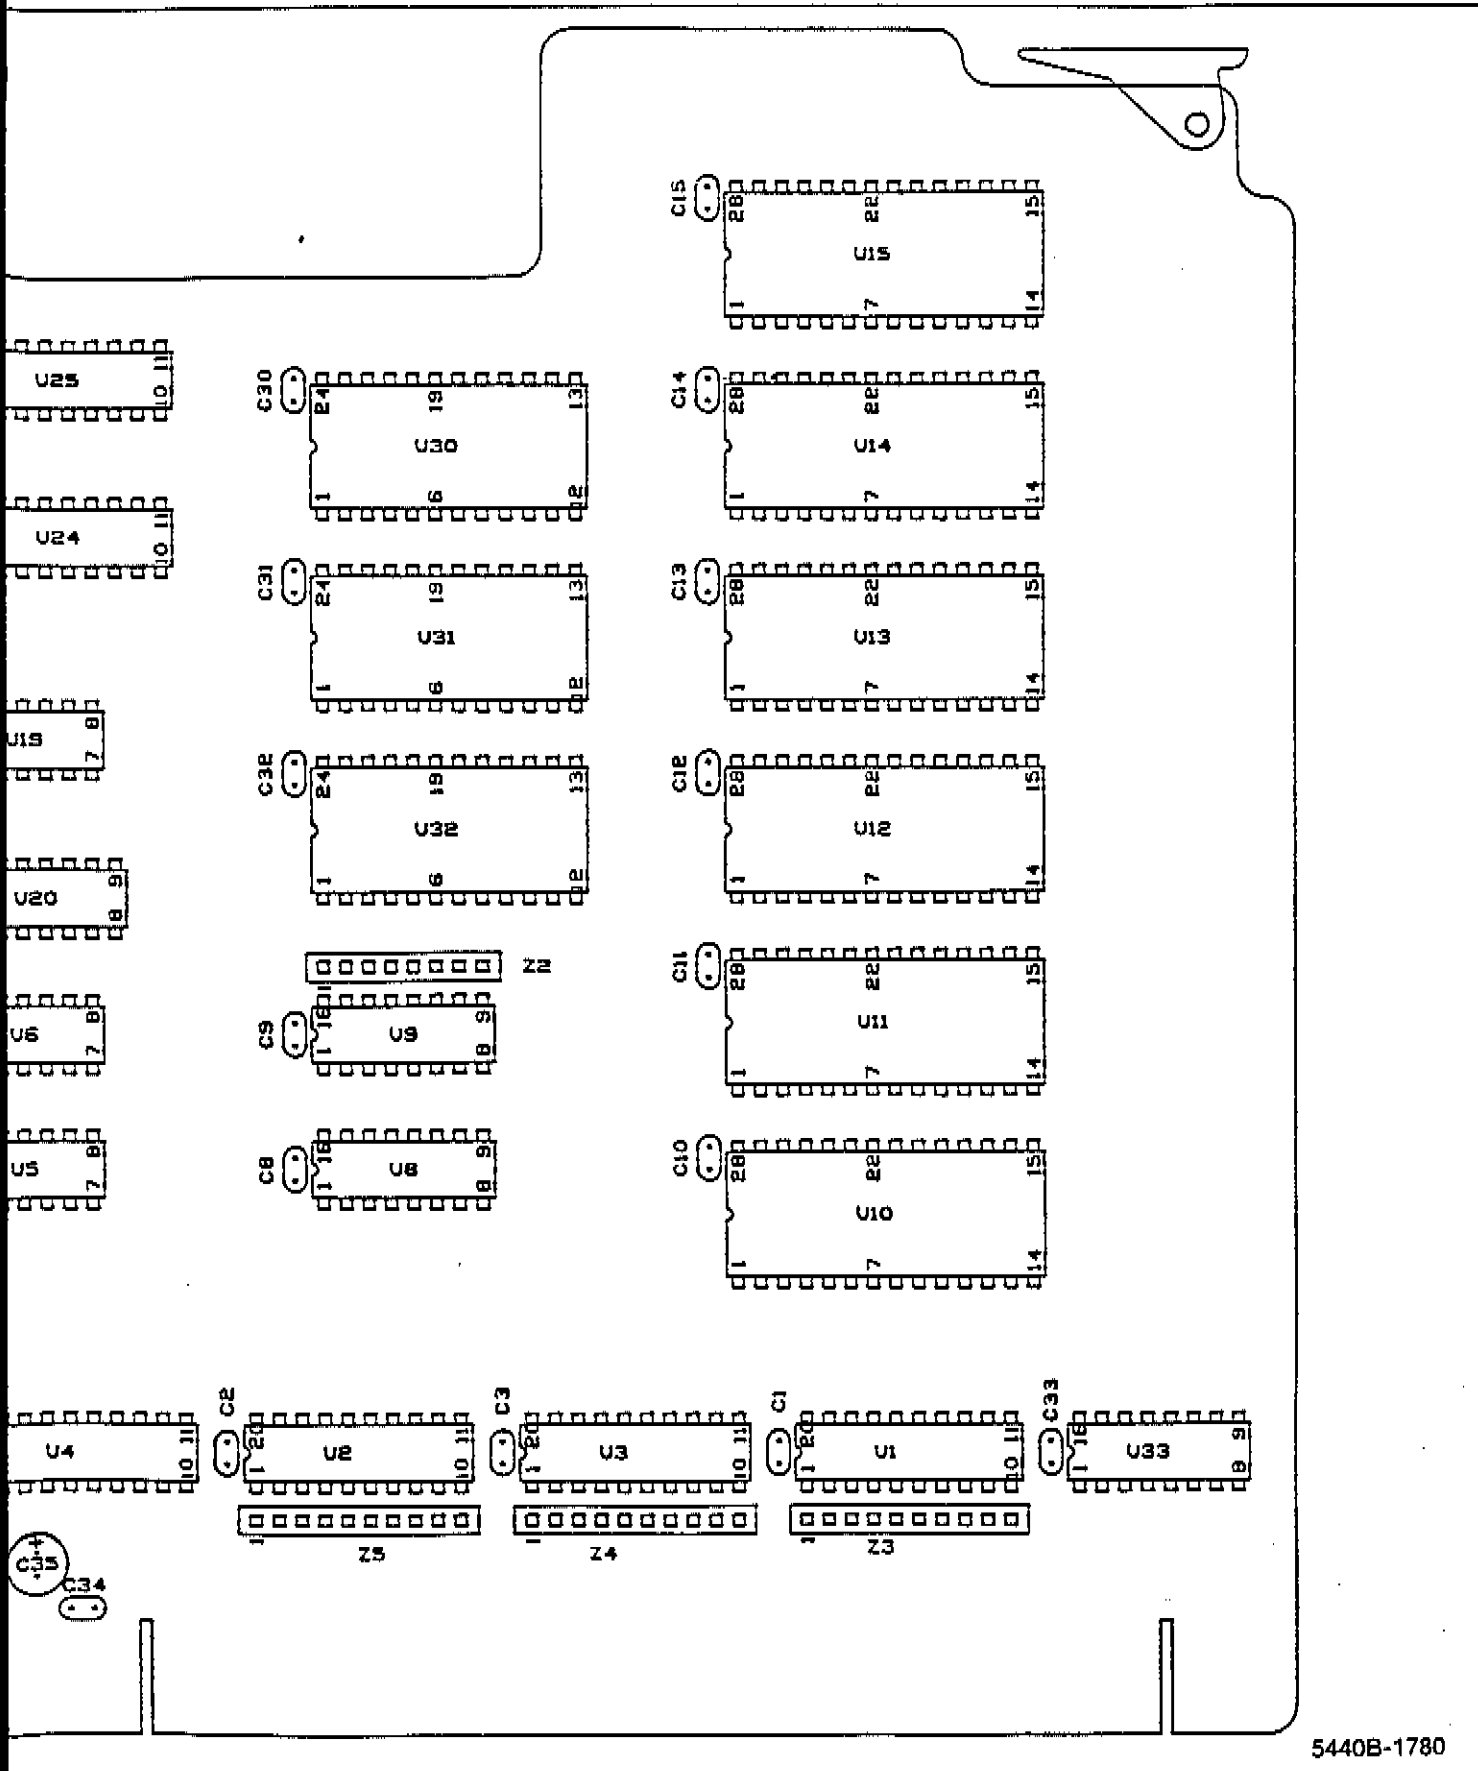 C15 28 22 15
U15
1 7 14
U25 11 10
C30 24 19 13
U30
1 6 12
C14 28 22 15
U14
1 7 14
U24 11 10
C31 24 19 13
U31
1 6 12
C13 28 22 15
U13
1 7 14
U19 8 7
C32 24 19 13
U32
1 6 12
C12 28 22 15
U12
1 7 14
U20 9 8
Z2
1
U6 8 7
C9 16 9
U9
1 8
C11 28 22 15
U11
1 7 14
U5 8 7
C8 16 9
U8
1 8
C10 28 22 15
U10
1 7 14
U4 11 10
C2 20 11
U2
1 10
C3 20 11
U3
1 10
C1 20 11
U1
1 10
C33 16 9
U33
1 8
1 Z5
1 Z4
1 Z3
+
C35
-
C34
5440B-1780